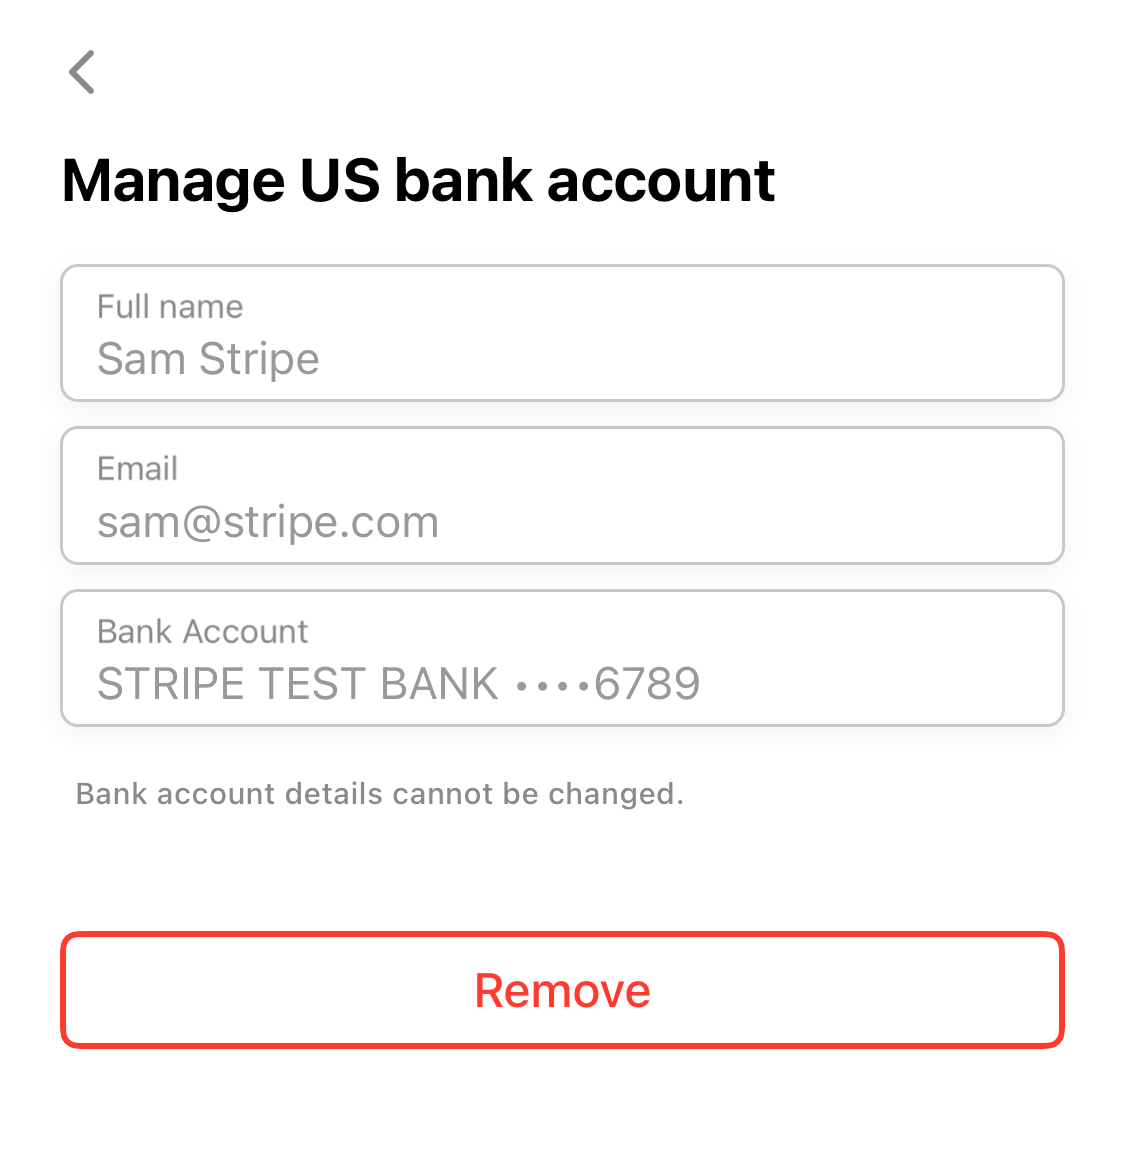 Manage US bank account
Full name
Sam Stripe
Email
sam@stripe.com
Bank Account
STRIPE TEST BANK ••••6789
Bank account details cannot be changed.
Remove